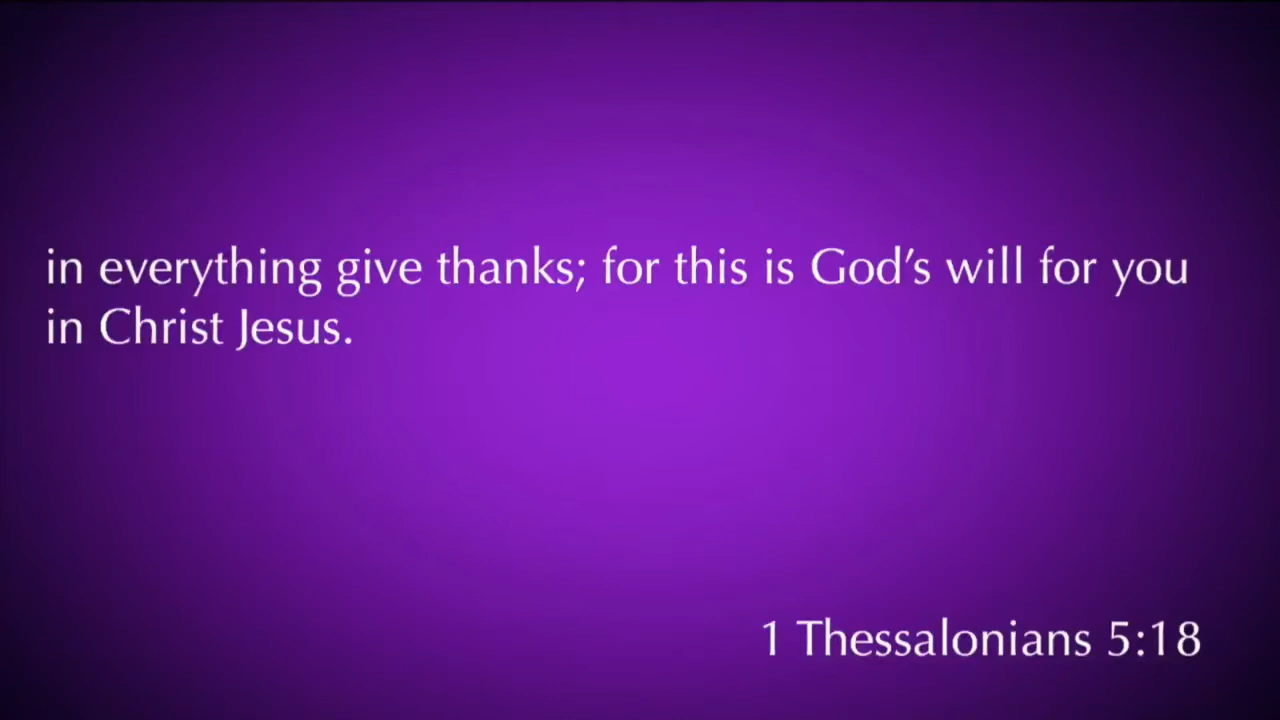 in everything give thanks; for this is God’s will for you
in Christ Jesus.
1 Thessalonians 5:18